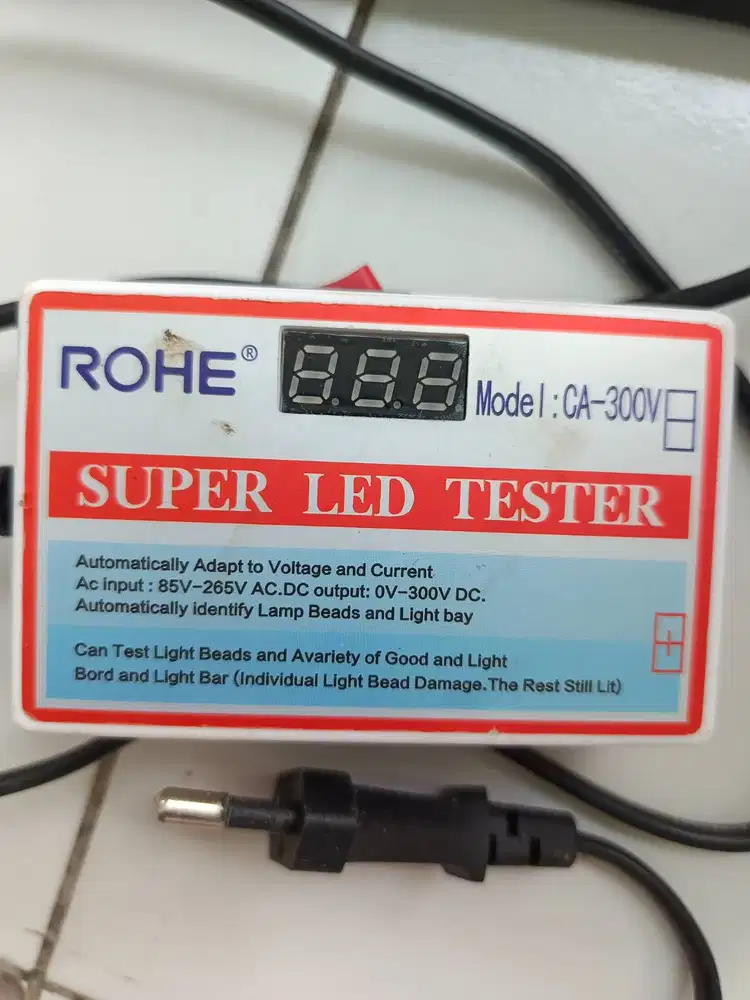 ROHE®
Model:CA-300V
SUPER LED TESTER
Automatically Adapt to Voltage and Current
Ac input : 85V-265V AC.DC output: 0V-300V DC.
Automatically identify Lamp Beads and Light bay
Can Test Light Beads and Avariety of Good and Light
Bord and Light Bar (Individual Light Bead Damage.The Rest Still Lit)
+
-